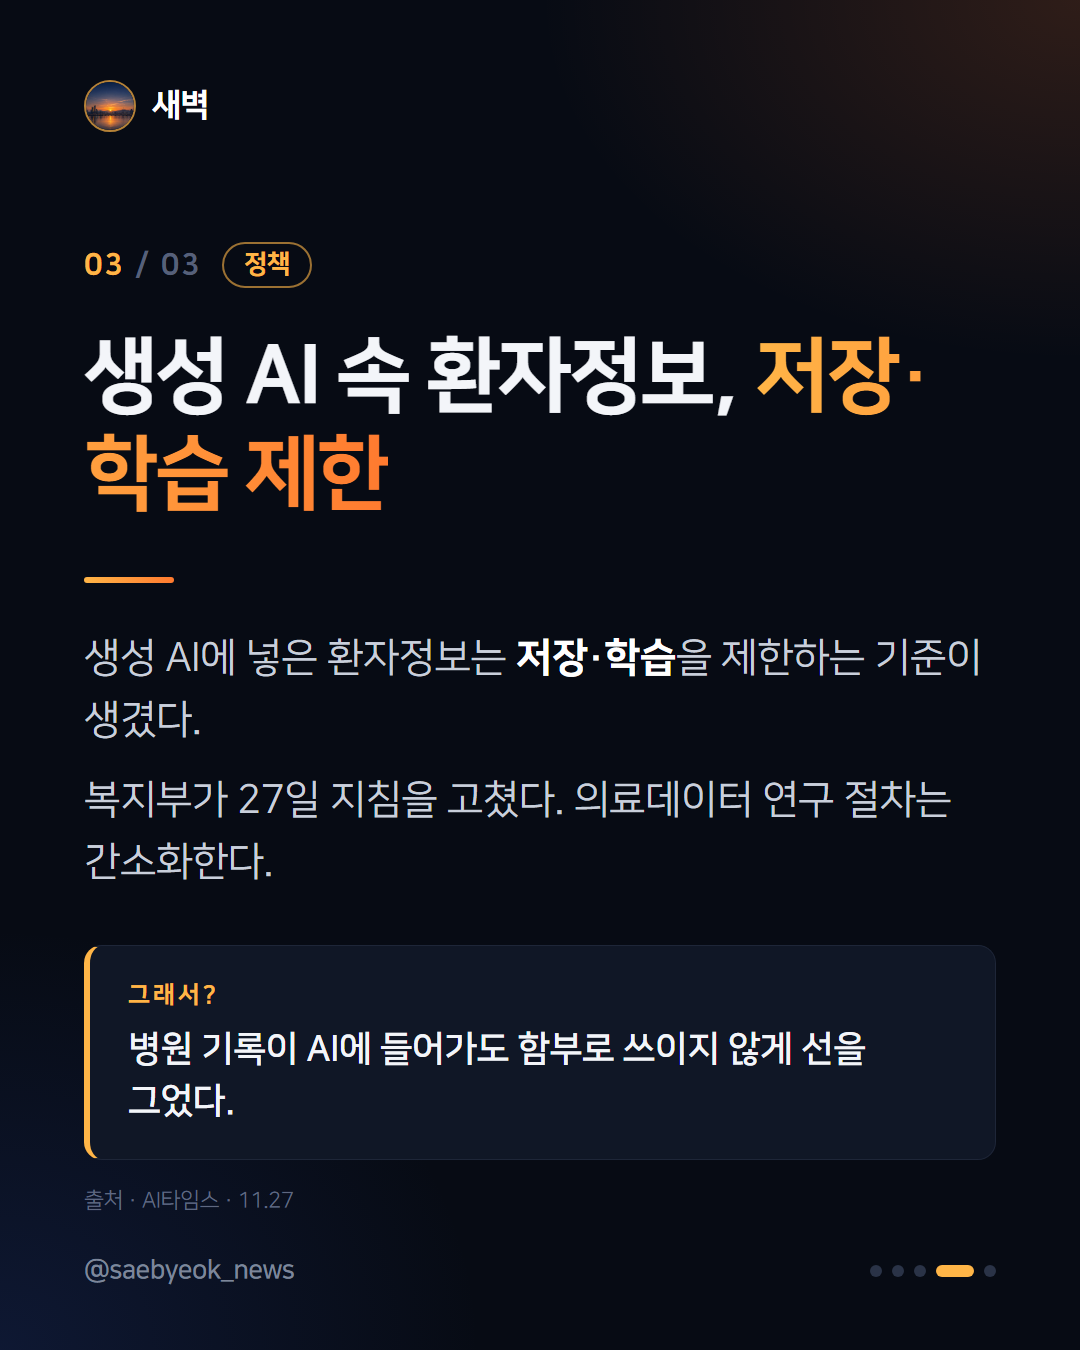 새벽
03 / 03 정책
생성 AI 속 환자정보, 저장·
학습 제한
생성 AI에 넣은 환자정보는 저장·학습을 제한하는 기준이
생겼다.
복지부가 27일 지침을 고쳤다. 의료데이터 연구 절차는
간소화한다.
그래서?
병원 기록이 AI에 들어가도 함부로 쓰이지 않게 선을
그었다.
출처 · AI타임스 · 11.27
@saebyeok_news